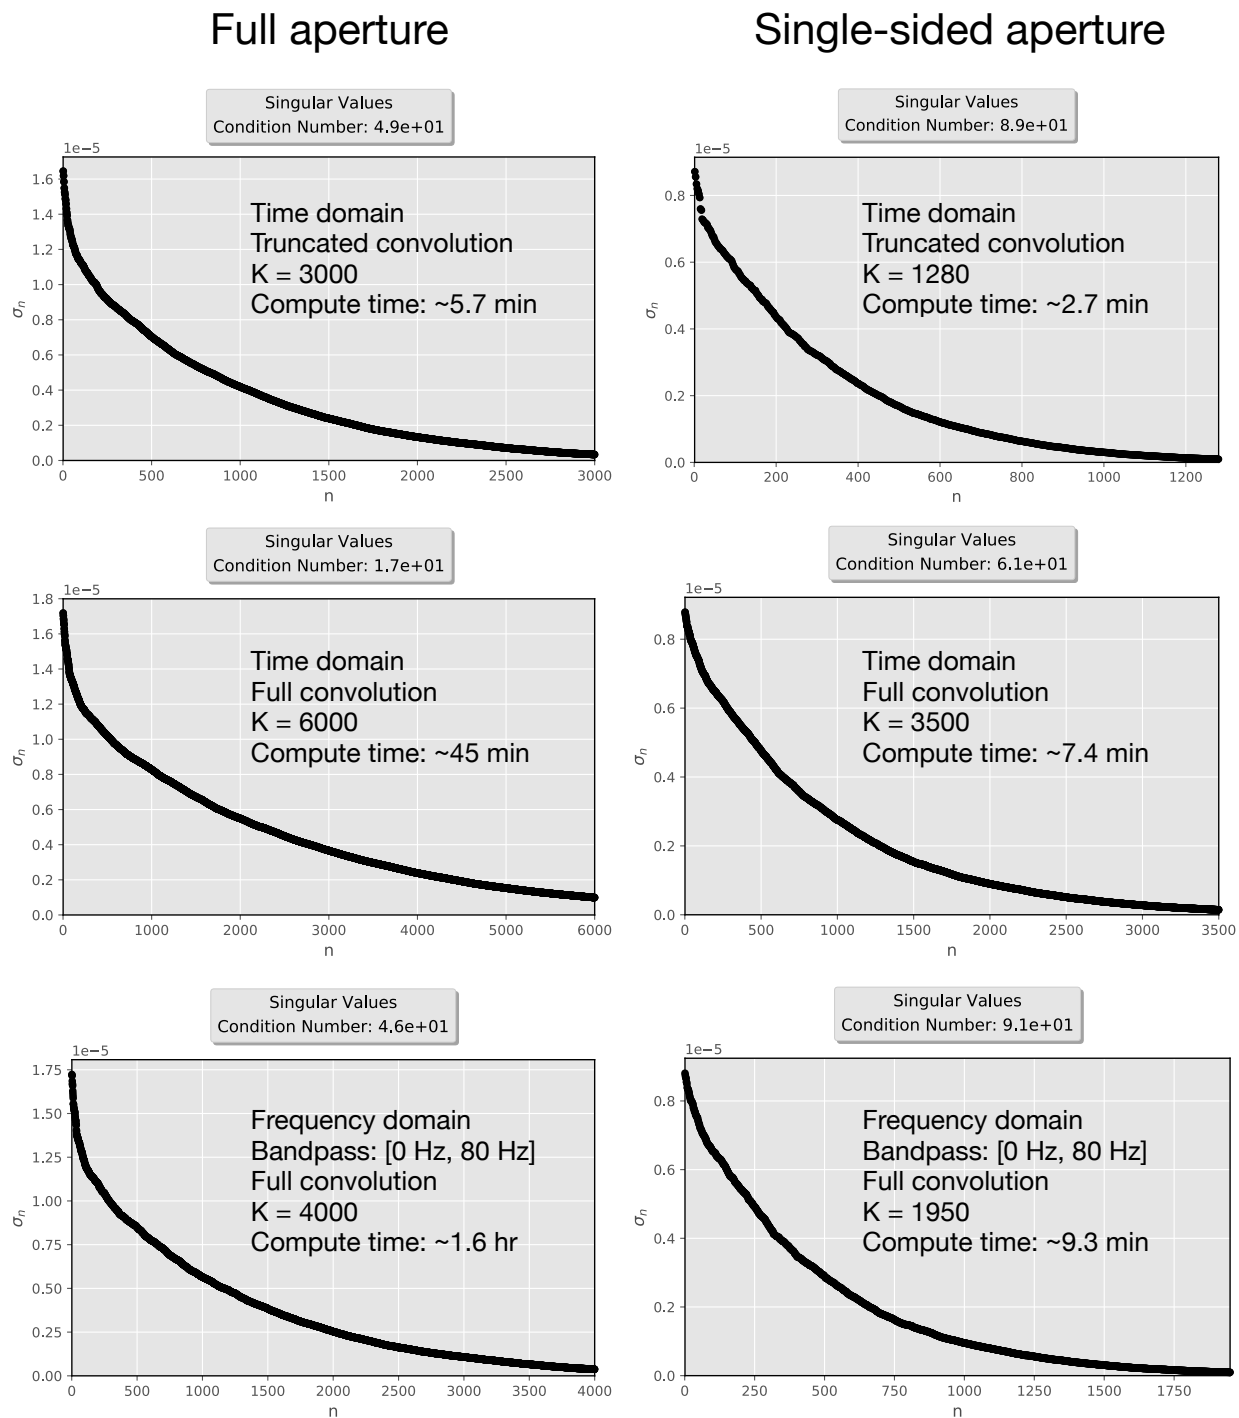 Full aperture
Single-sided aperture
Singular Values
Condition Number: 4.9e+01
1e−5
1.6
1.4
1.2
1.0
0.8
0.6
0.4
0.2
0.0
σn
Time domain
Truncated convolution
K = 3000
Compute time: ~5.7 min
0 500 1000 1500 2000 2500 3000
n
Singular Values
Condition Number: 8.9e+01
1e−5
0.8
0.6
0.4
0.2
0.0
σn
Time domain
Truncated convolution
K = 1280
Compute time: ~2.7 min
0 200 400 600 800 1000 1200
n
Singular Values
Condition Number: 1.7e+01
1e−5
1.8
1.6
1.4
1.2
1.0
0.8
0.6
0.4
0.2
0.0
σn
Time domain
Full convolution
K = 6000
Compute time: ~45 min
0 1000 2000 3000 4000 5000 6000
n
Singular Values
Condition Number: 6.1e+01
1e−5
0.8
0.6
0.4
0.2
0.0
σn
Time domain
Full convolution
K = 3500
Compute time: ~7.4 min
0 500 1000 1500 2000 2500 3000 3500
n
Singular Values
Condition Number: 4.6e+01
1e−5
1.75
1.50
1.25
1.00
0.75
0.50
0.25
0.00
σn
Frequency domain
Bandpass: [0 Hz, 80 Hz]
Full convolution
K = 4000
Compute time: ~1.6 hr
0 500 1000 1500 2000 2500 3000 3500 4000
n
Singular Values
Condition Number: 9.1e+01
1e−5
0.8
0.6
0.4
0.2
0.0
σn
Frequency domain
Bandpass: [0 Hz, 80 Hz]
Full convolution
K = 1950
Compute time: ~9.3 min
0 250 500 750 1000 1250 1500 1750
n